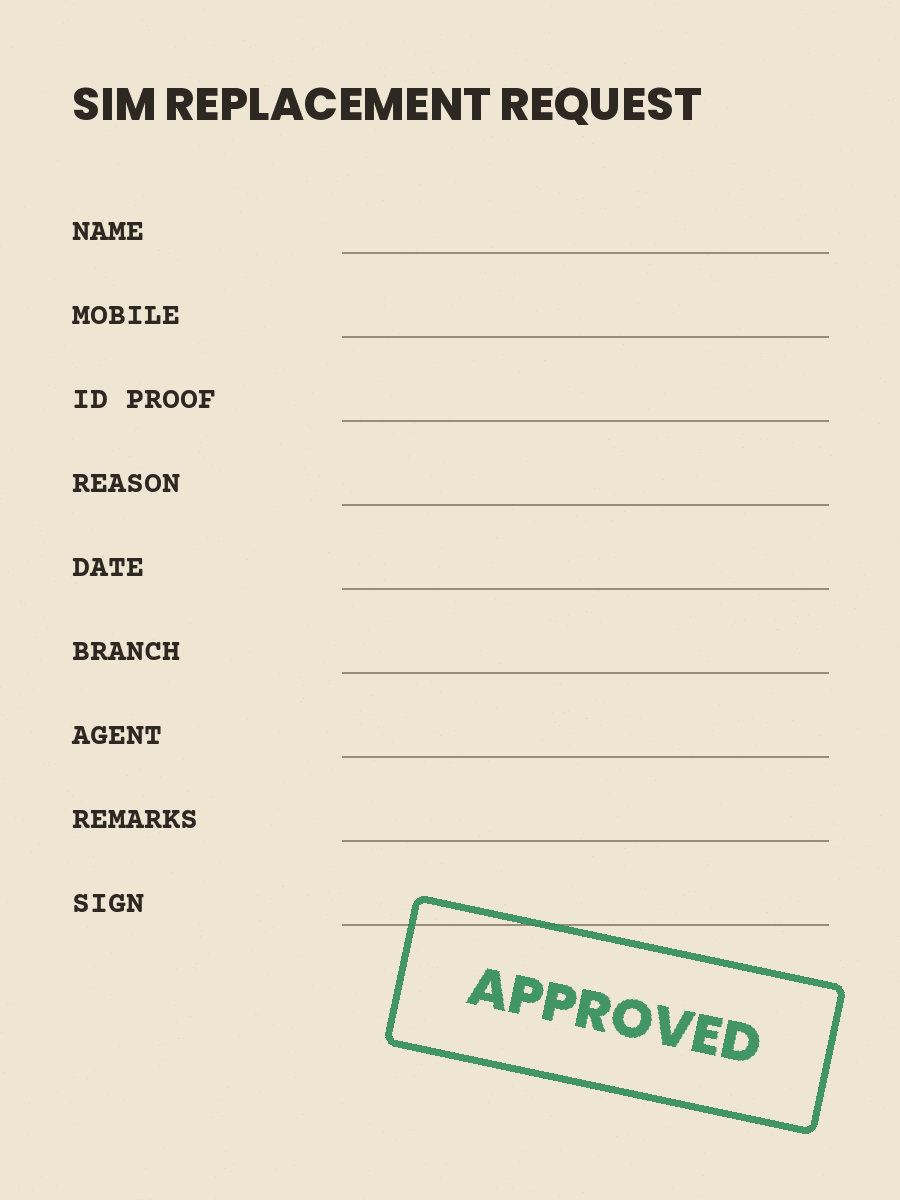 SIM REPLACEMENT REQUEST
NAME
MOBILE
ID PROOF
REASON
DATE
BRANCH
AGENT
REMARKS
SIGN
APPROVED